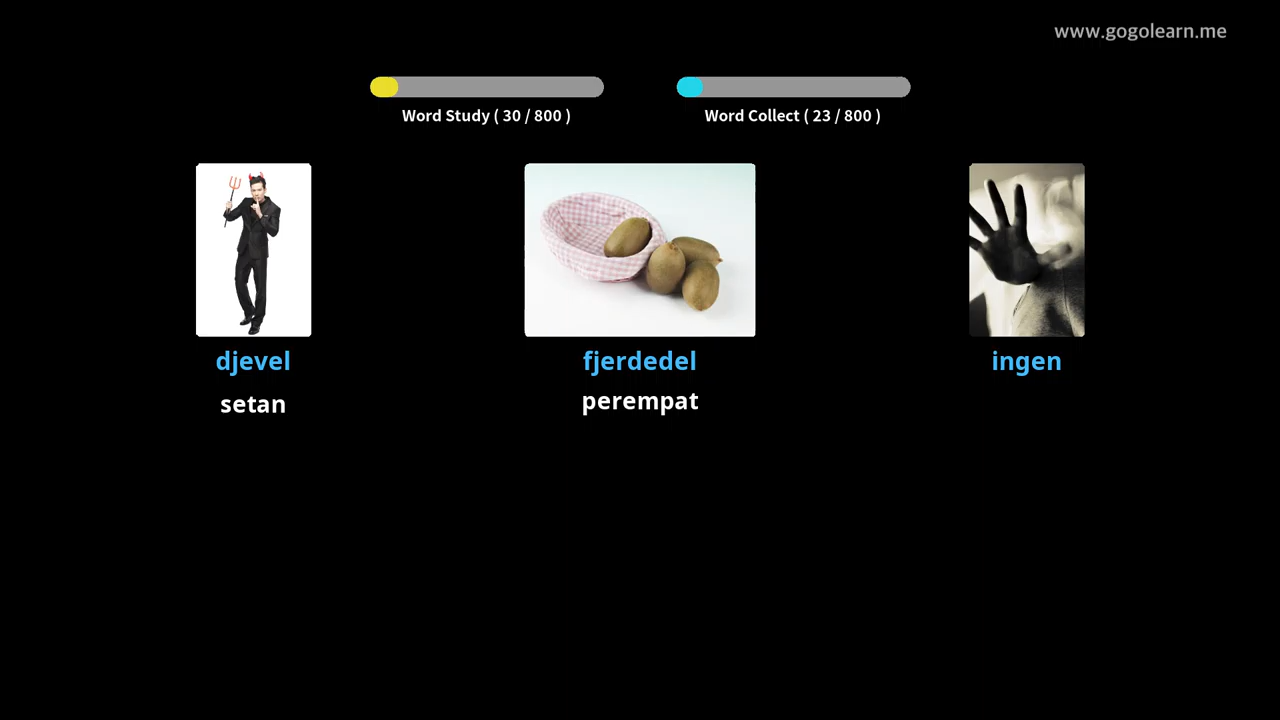 www.gogolearn.me
Word Study ( 30 / 800 )
Word Collect ( 23 / 800 )
djevel
fjerdedel
ingen
setan
perempat